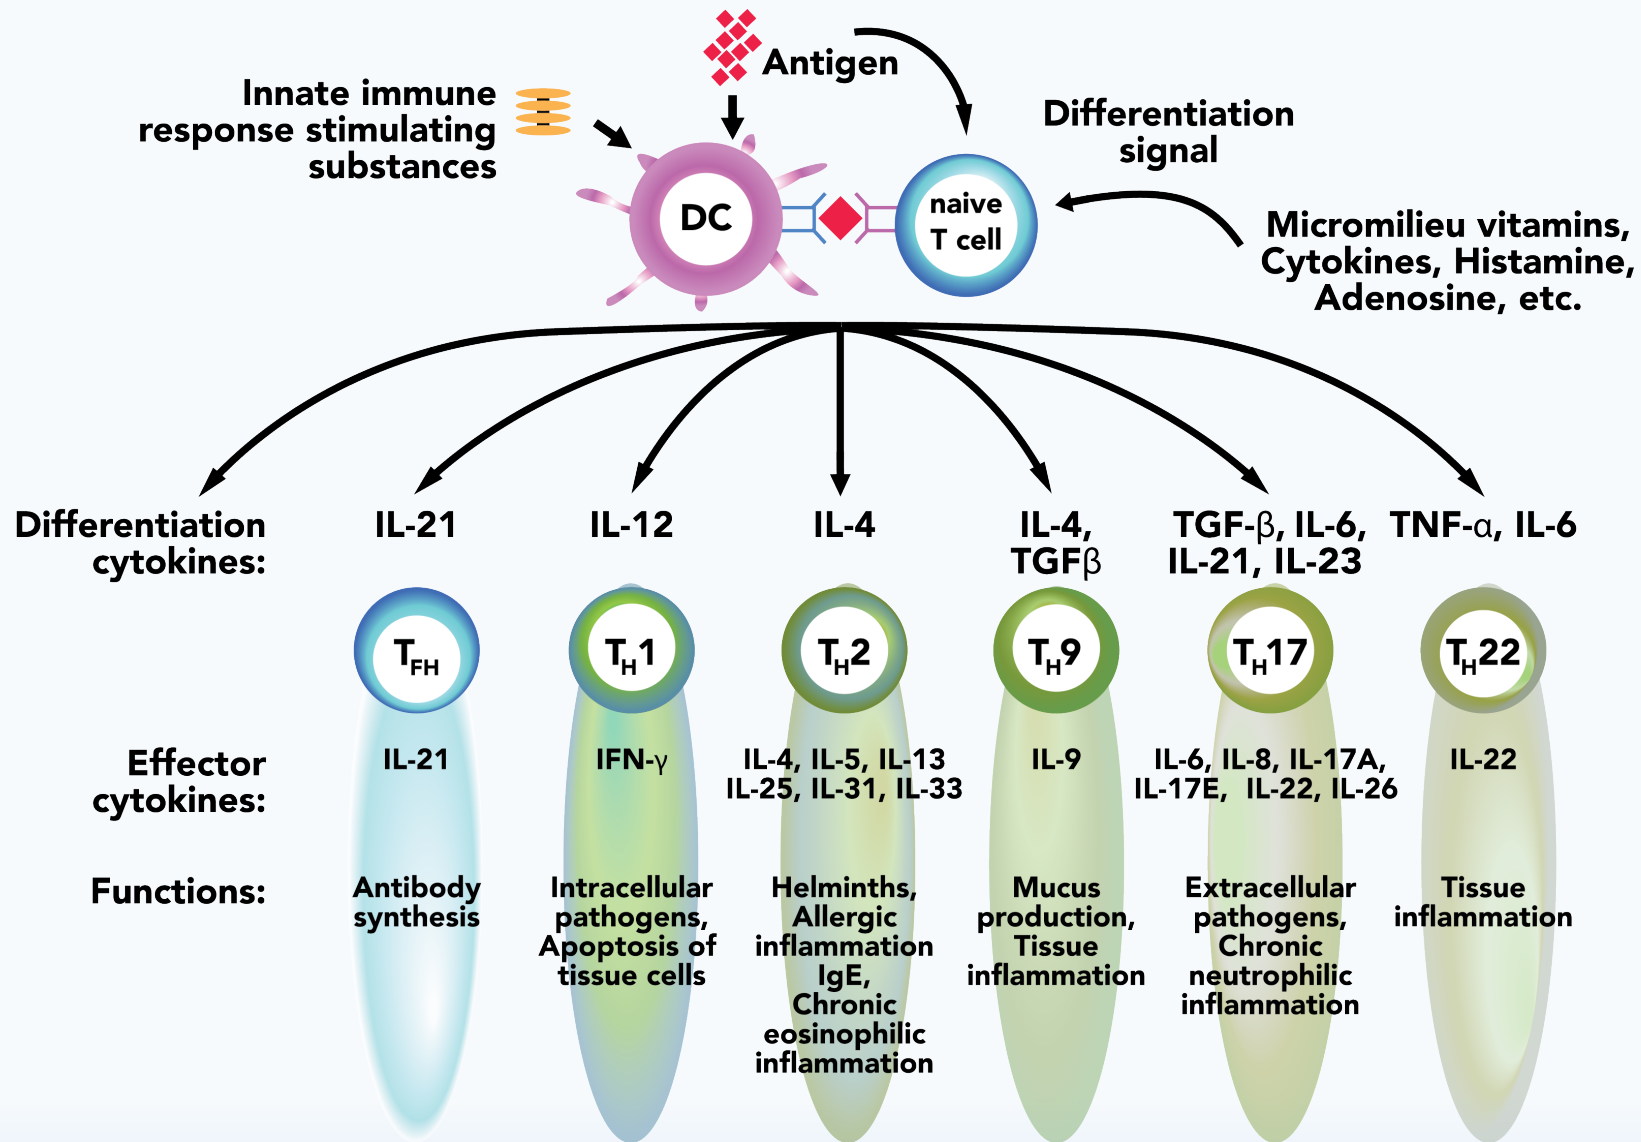 Antigen
Innate immune
response stimulating
substances
Differentiation
signal
DC
naive
T cell
Micromilieu vitamins,
Cytokines, Histamine,
Adenosine, etc.
Differentiation
cytokines:
IL-21
IL-12
IL-4
IL-4,
TGFβ
TGF-β, IL-6,
IL-21, IL-23
TNF-α, IL-6
TFH
TH1
TH2
TH9
TH17
TH22
Effector
cytokines:
IL-21
IFN-γ
IL-4, IL-5, IL-13
IL-25, IL-31, IL-33
IL-9
IL-6, IL-8, IL-17A,
IL-17E, IL-22, IL-26
IL-22
Functions:
Antibody
synthesis
Intracellular
pathogens,
Apoptosis of
tissue cells
Helminths,
Allergic
inflammation
IgE,
Chronic
eosinophilic
inflammation
Mucus
production,
Tissue
inflammation
Extracellular
pathogens,
Chronic
neutrophilic
inflammation
Tissue
inflammation